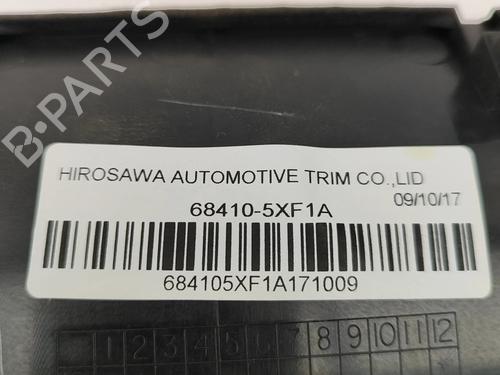 B-PARTS
HIROSAWA AUTOMOTIVE TRIM CO.,LID
09/10/17
68410-5XF1A
684105XF1A171009
1 2 3 4 5 6 7 8 9 10 11 12